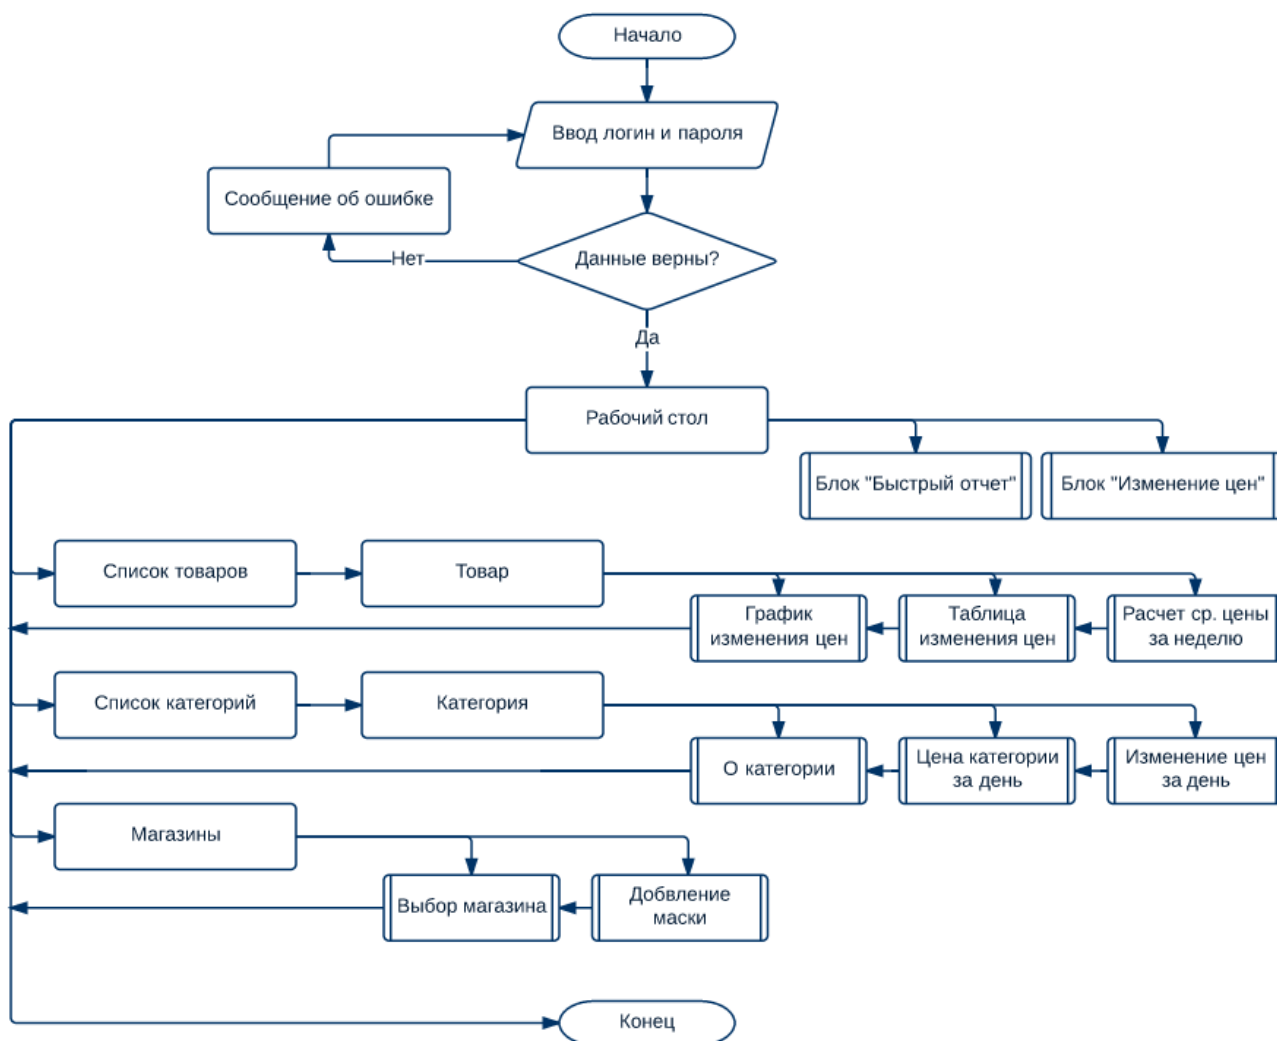 Начало
Ввод логин и пароля
Сообщение об ошибке
Данные верны?
Нет
Да
Рабочий стол
Блок "Быстрый отчет"
Блок "Изменение цен"
Список товаров
Товар
График
изменения цен
Таблица
изменения цен
Расчет ср. цены
за неделю
Список категорий
Категория
О категории
Цена категории
за день
Изменение цен
за день
Магазины
Выбор магазина
Добвление
маски
Конец